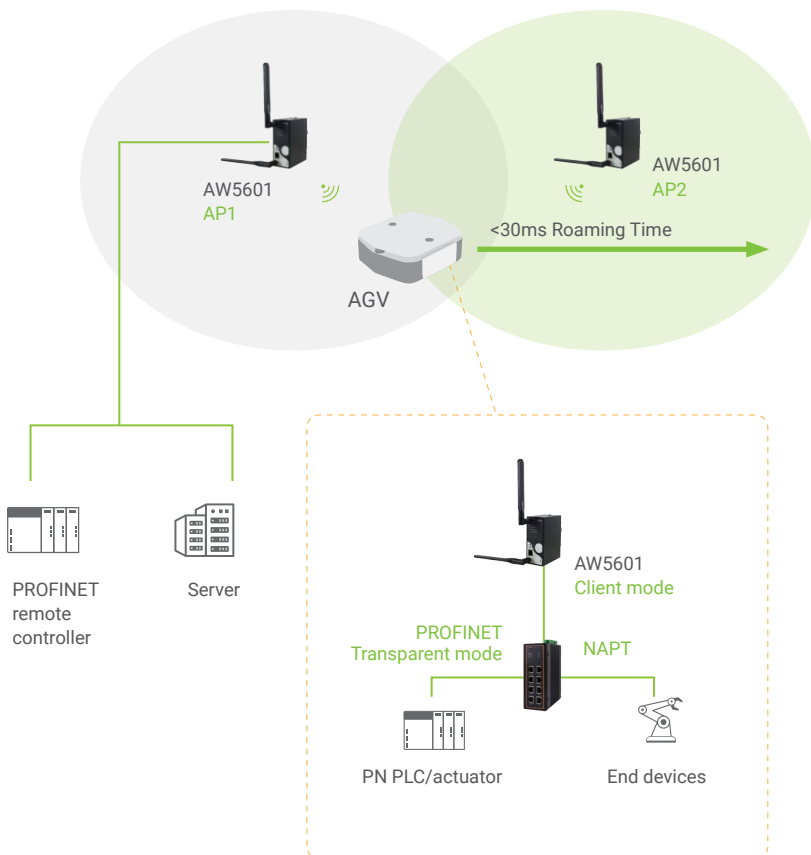 AW5601
AP1
AW5601
AP2
<30ms Roaming Time
AGV
PROFINET
remote
controller
Server
AW5601
Client mode
PROFINET
Transparent mode
NAPT
PN PLC/actuator
End devices